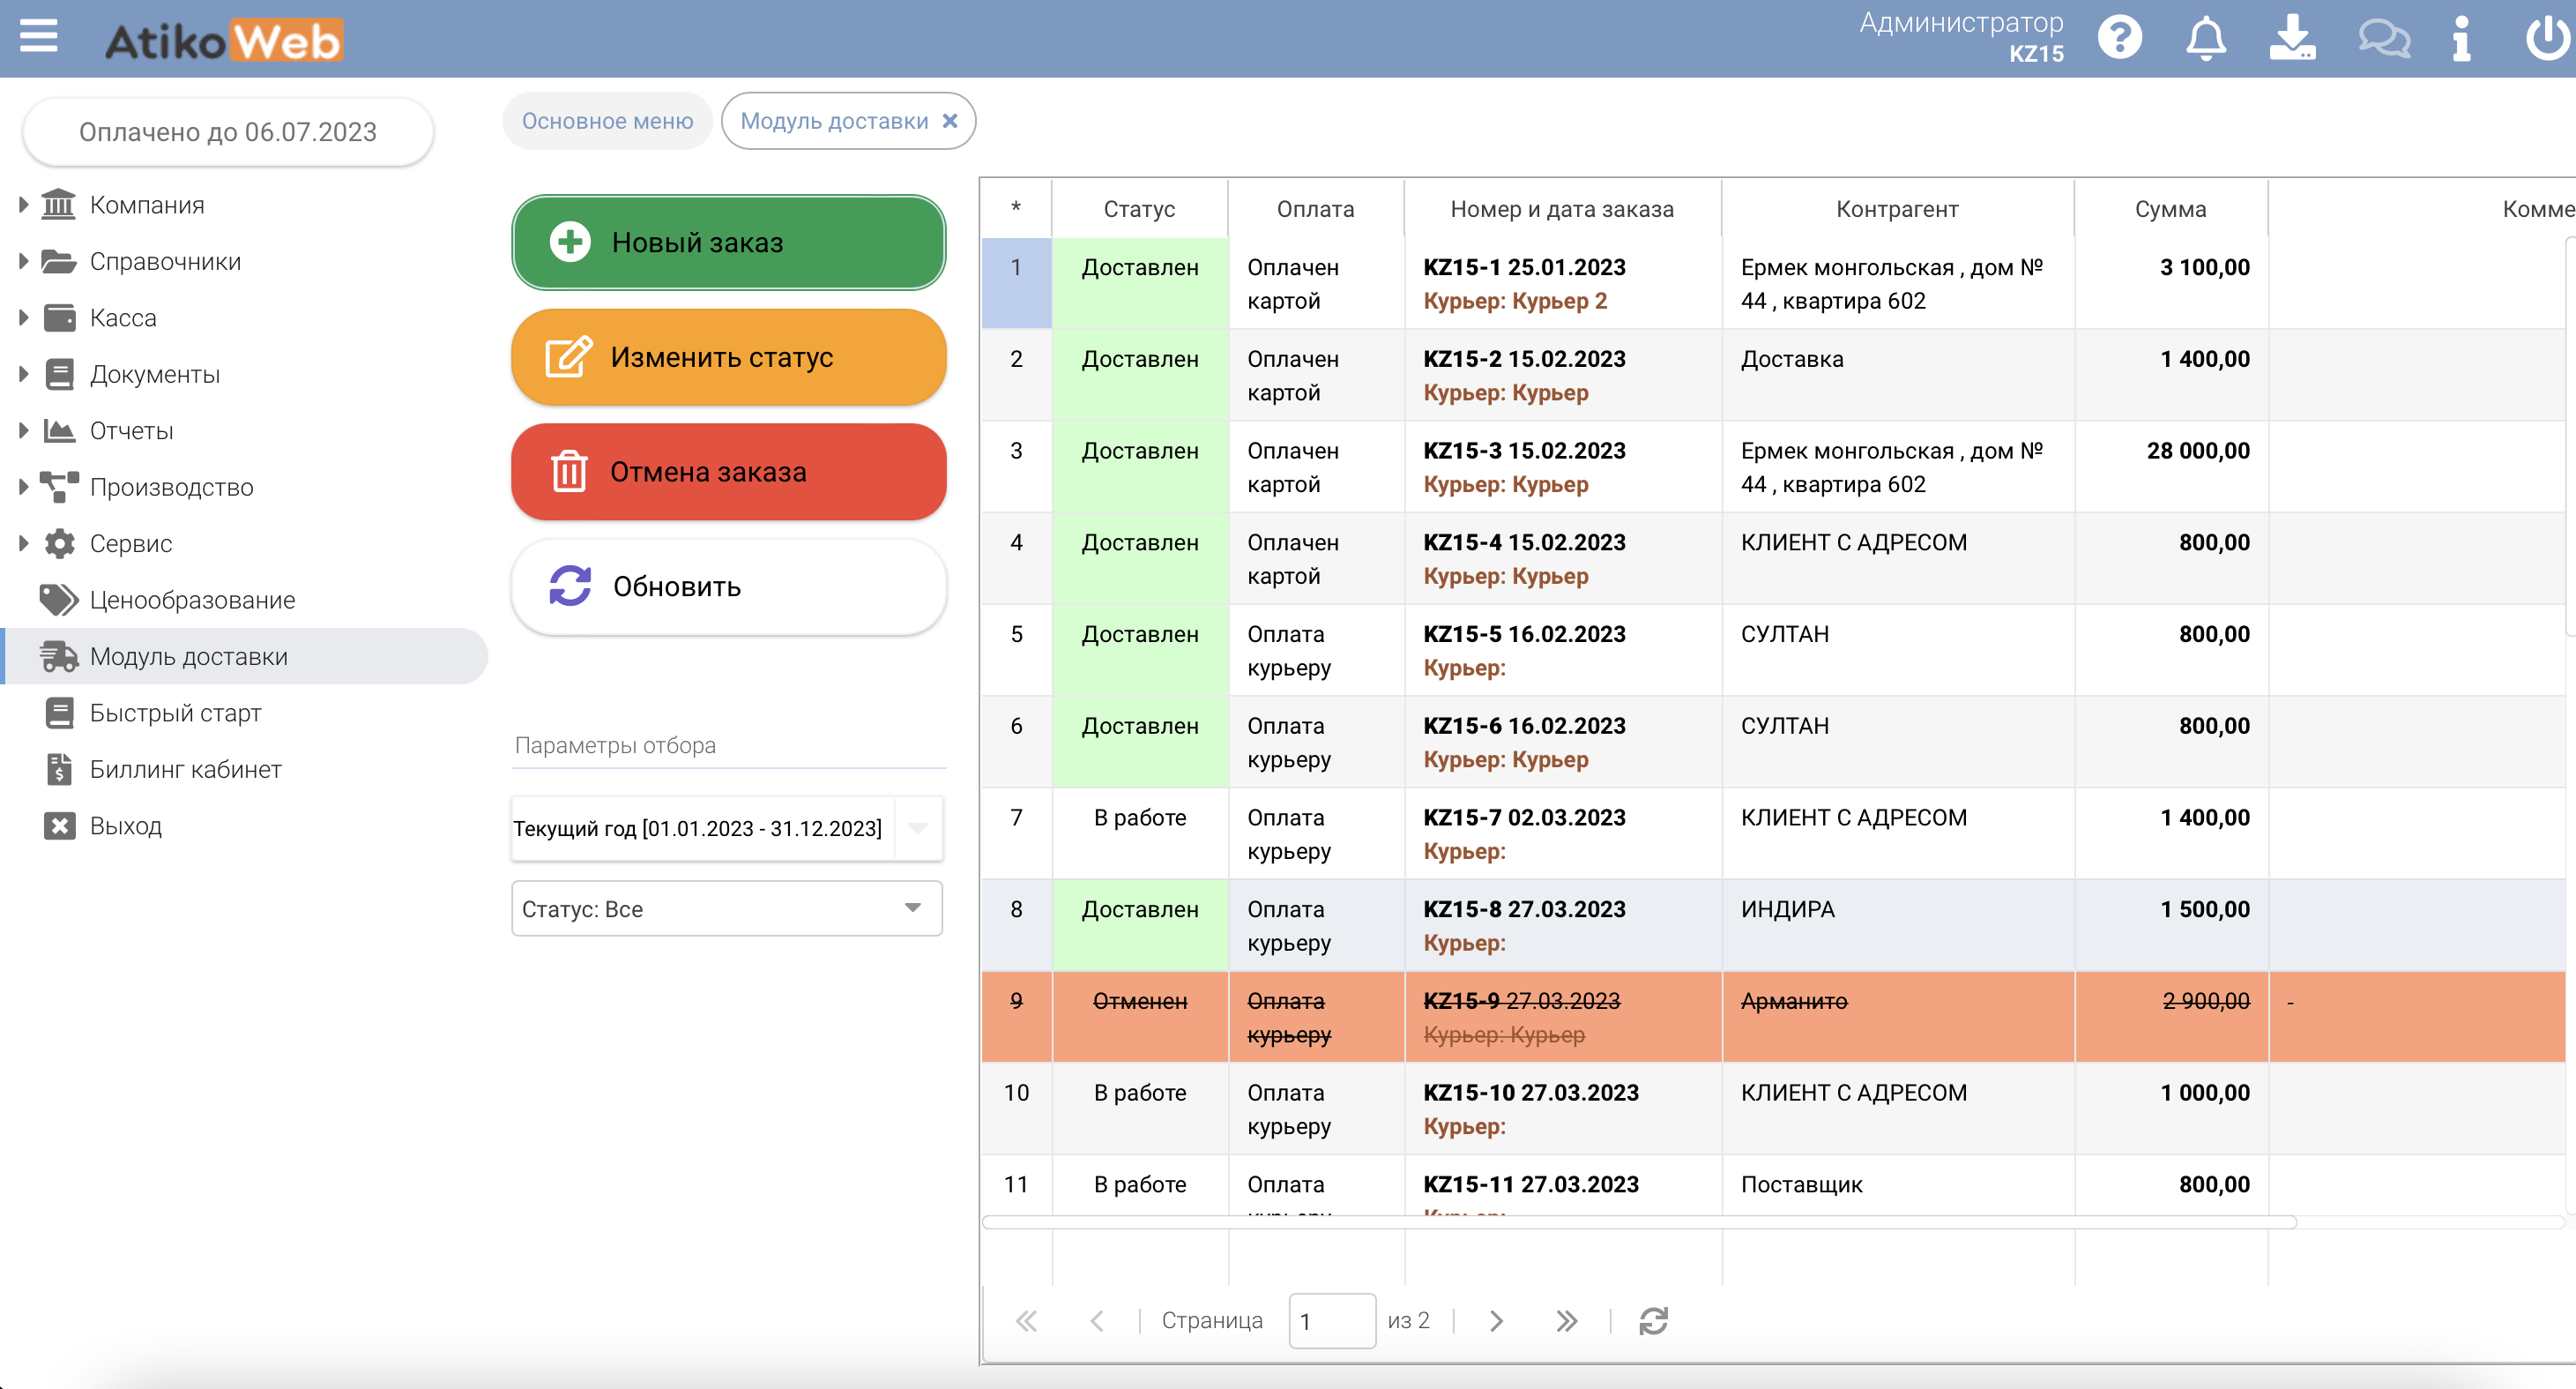 AtikoWeb
Администратор
KZ15
Оплачено до 06.07.2023
Компания
Справочники
Касса
Документы
Отчеты
Производство
Сервис
Ценообразование
Модуль доставки
Быстрый старт
Биллинг кабинет
Выход
Основное меню
Модуль доставки
Новый заказ
Изменить статус
Отмена заказа
Обновить
Параметры отбора
Текущий год [01.01.2023 - 31.12.2023]
Статус: Все
* Статус Оплата Номер и дата заказа Контрагент Сумма Комме
1 Доставлен Оплачен KZ15-1 25.01.2023 Ермек монгольская , дом № 3 100,00
картой Курьер: Курьер 2 44 , квартира 602
2 Доставлен Оплачен KZ15-2 15.02.2023 Доставка 1 400,00
картой Курьер: Курьер
3 Доставлен Оплачен KZ15-3 15.02.2023 Ермек монгольская , дом № 28 000,00
картой Курьер: Курьер 44 , квартира 602
4 Доставлен Оплачен KZ15-4 15.02.2023 КЛИЕНТ С АДРЕСОМ 800,00
картой Курьер: Курьер
5 Доставлен Оплата KZ15-5 16.02.2023 СУЛТАН 800,00
курьеру Курьер:
6 Доставлен Оплата KZ15-6 16.02.2023 СУЛТАН 800,00
курьеру Курьер: Курьер
7 В работе Оплата KZ15-7 02.03.2023 КЛИЕНТ С АДРЕСОМ 1 400,00
курьеру Курьер:
8 Доставлен Оплата KZ15-8 27.03.2023 ИНДИРА 1 500,00
курьеру Курьер:
9 Отменен Оплата KZ15-9 27.03.2023 Арманито 2 900,00 -
курьеру Курьер: Курьер
10 В работе Оплата KZ15-10 27.03.2023 КЛИЕНТ С АДРЕСОМ 1 000,00
курьеру Курьер:
11 В работе Оплата KZ15-11 27.03.2023 Поставщик 800,00
Страница 1 из 2